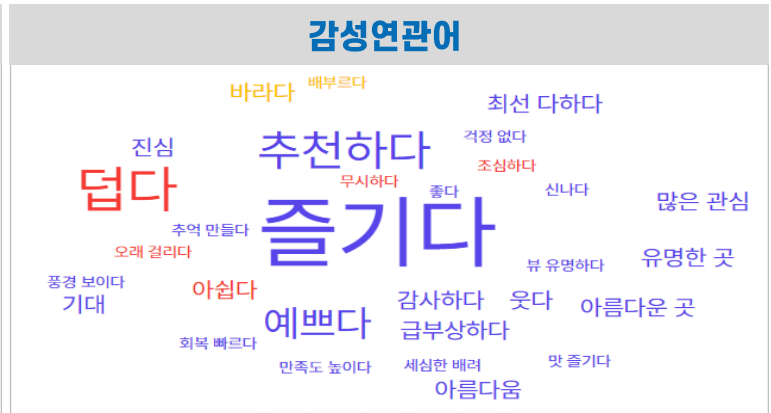 감성연관어
바라다 배부르다
최선 다하다
진심
추천하다
걱정 없다
덥다
무시하다
조심하다
좋다
신나다
많은 관심
추억 만들다
즐기다
오래 걸리다
뷰 유명하다
유명한 곳
풍경 보이다
기대
아쉽다
예쁘다
감사하다
웃다
아름다운 곳
급부상하다
회복 빠르다
만족도 높이다
세심한 배려
맛 즐기다
아름다움